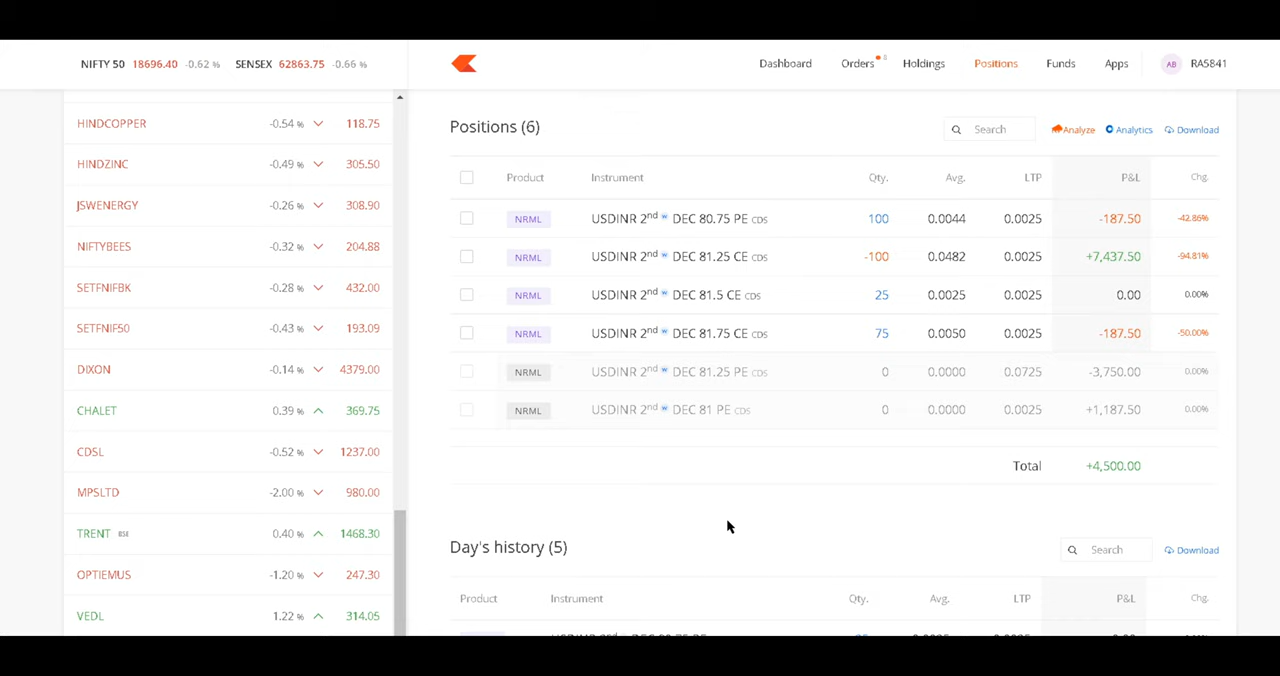 NIFTY 50 18696.40 -0.62 % SENSEX 62863.75 -0.66 %
Dashboard Orders Holdings Positions Funds Apps AB RA5841
HINDCOPPER -0.54 % 118.75
HINDZINC -0.49 % 305.50
JSWENERGY -0.26 % 308.90
NIFTYBEES -0.32 % 204.88
SETFNIFBK -0.28 % 432.00
SETFNIF50 -0.43 % 193.09
DIXON -0.14 % 4379.00
CHALET 0.39 % 369.75
CDSL -0.52 % 1237.00
MPSLTD -2.00 % 980.00
TRENT BSE 0.40 % 1468.30
OPTIEMUS -1.20 % 247.30
VEDL 1.22 % 314.05
Positions (6) Search Analyze Analytics Download
Product Instrument Qty. Avg. LTP P&L Chg.
NRML USDINR 2nd w DEC 80.75 PE CDS 100 0.0044 0.0025 -187.50 -42.86%
NRML USDINR 2nd w DEC 81.25 CE CDS -100 0.0482 0.0025 +7,437.50 -94.81%
NRML USDINR 2nd w DEC 81.5 CE CDS 25 0.0025 0.0025 0.00 0.00%
NRML USDINR 2nd w DEC 81.75 CE CDS 75 0.0050 0.0025 -187.50 -50.00%
NRML USDINR 2nd w DEC 81.25 PE CDS 0 0.0000 0.0725 -3,750.00 0.00%
NRML USDINR 2nd w DEC 81 PE CDS 0 0.0000 0.0025 +1,187.50 0.00%
Total +4,500.00
Day's history (5) Search Download
Product Instrument Qty. Avg. LTP P&L Chg.